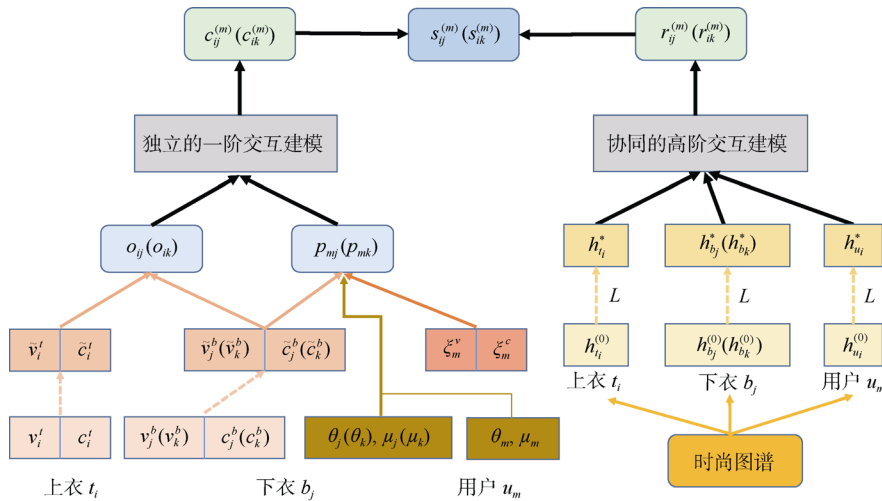 c_{ij}^{(m)}(c_{ik}^{(m)})
s_{ij}^{(m)}(s_{ik}^{(m)})
r_{ij}^{(m)}(r_{ik}^{(m)})
独立的一阶交互建模
协同的高阶交互建模
o_{ij}(o_{ik})
p_{mj}(p_{mk})
h_{t_i}^{*}
h_{b_j}^{*}(h_{b_k}^{*})
h_{u_i}^{*}
L
L
L
ṽ_i^t
c̃_i^t
ṽ_j^b(ṽ_k^b)
c̃_j^b(c̃_k^b)
ξ_m^v
ξ_m^c
h_{t_i}^{(0)}
h_{b_j}^{(0)}(h_{b_k}^{(0)})
h_{u_i}^{(0)}
上衣 t_i
下衣 b_j
用户 u_m
v_i^t
c_i^t
v_j^b(v_k^b)
c_j^b(c_k^b)
θ_j(θ_k), μ_j(μ_k)
θ_m, μ_m
时尚图谱
上衣 t_i
下衣 b_j
用户 u_m